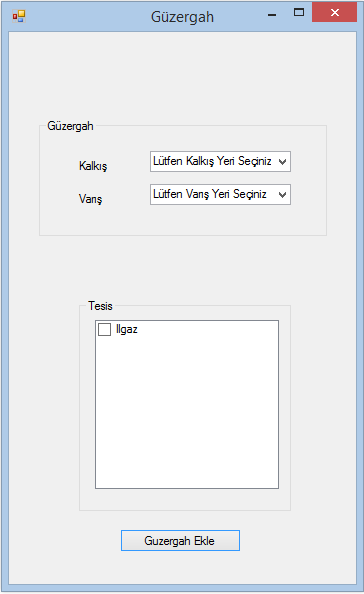 Güzergah
Güzergah
Kalkış
Lütfen Kalkış Yeri Seçiniz
Varış
Lütfen Varış Yeri Seçiniz
Tesis
Ilgaz
Guzergah Ekle